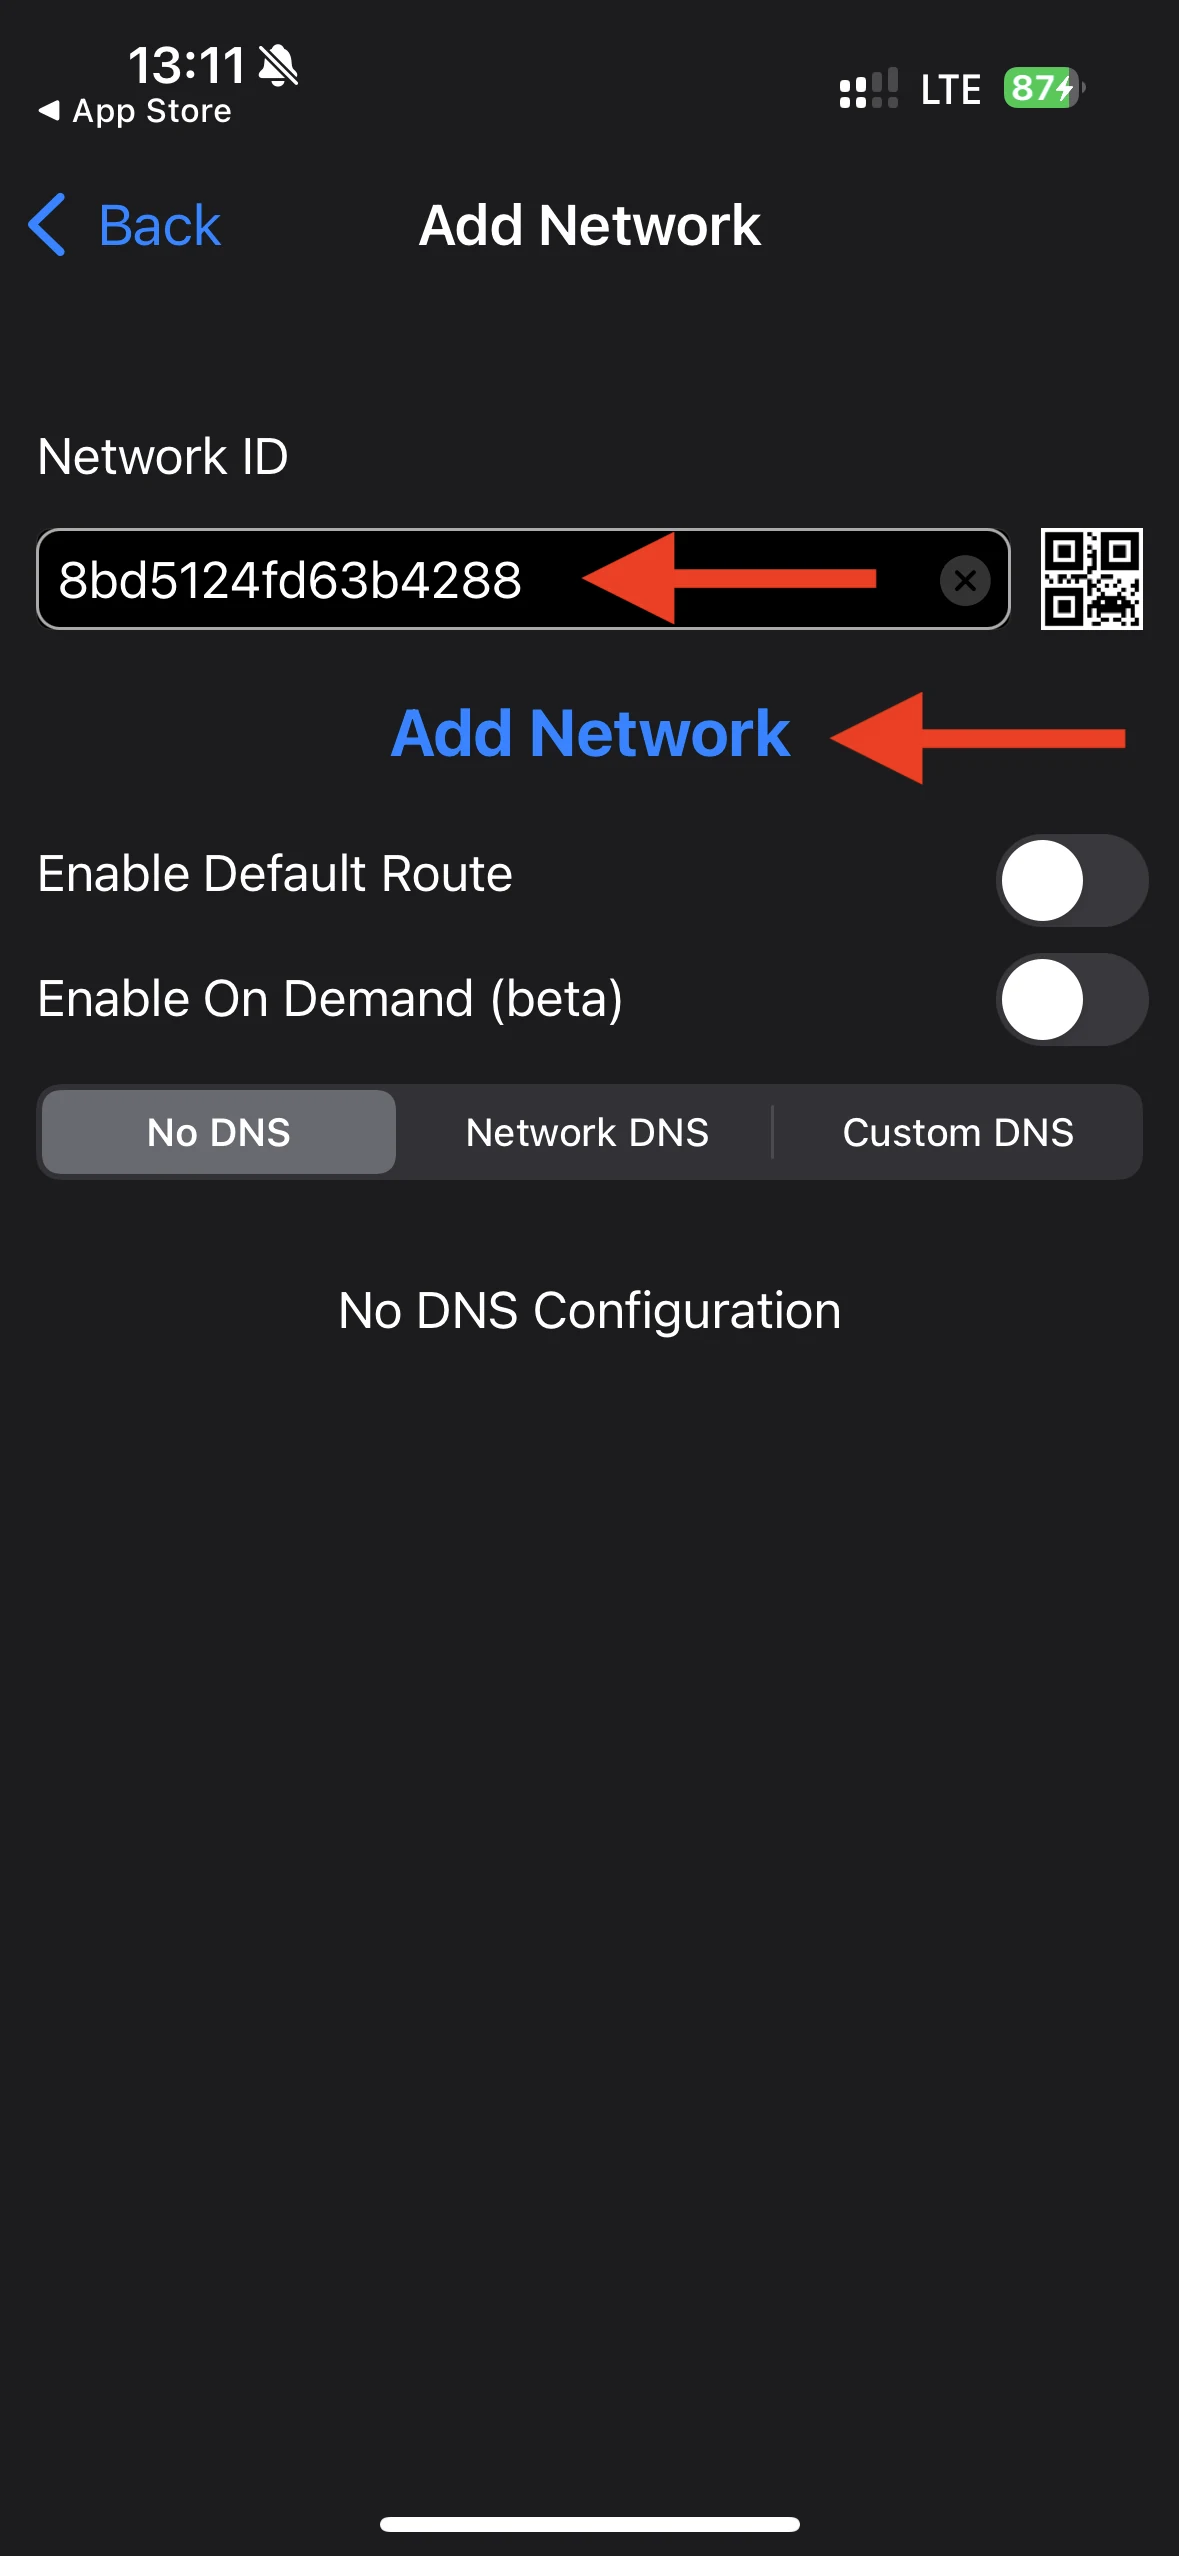 13:11
App Store
LTE
87
Back
Add Network
Network ID
8bd5124fd63b4288
Add Network
Enable Default Route
Enable On Demand (beta)
No DNS
Network DNS
Custom DNS
No DNS Configuration